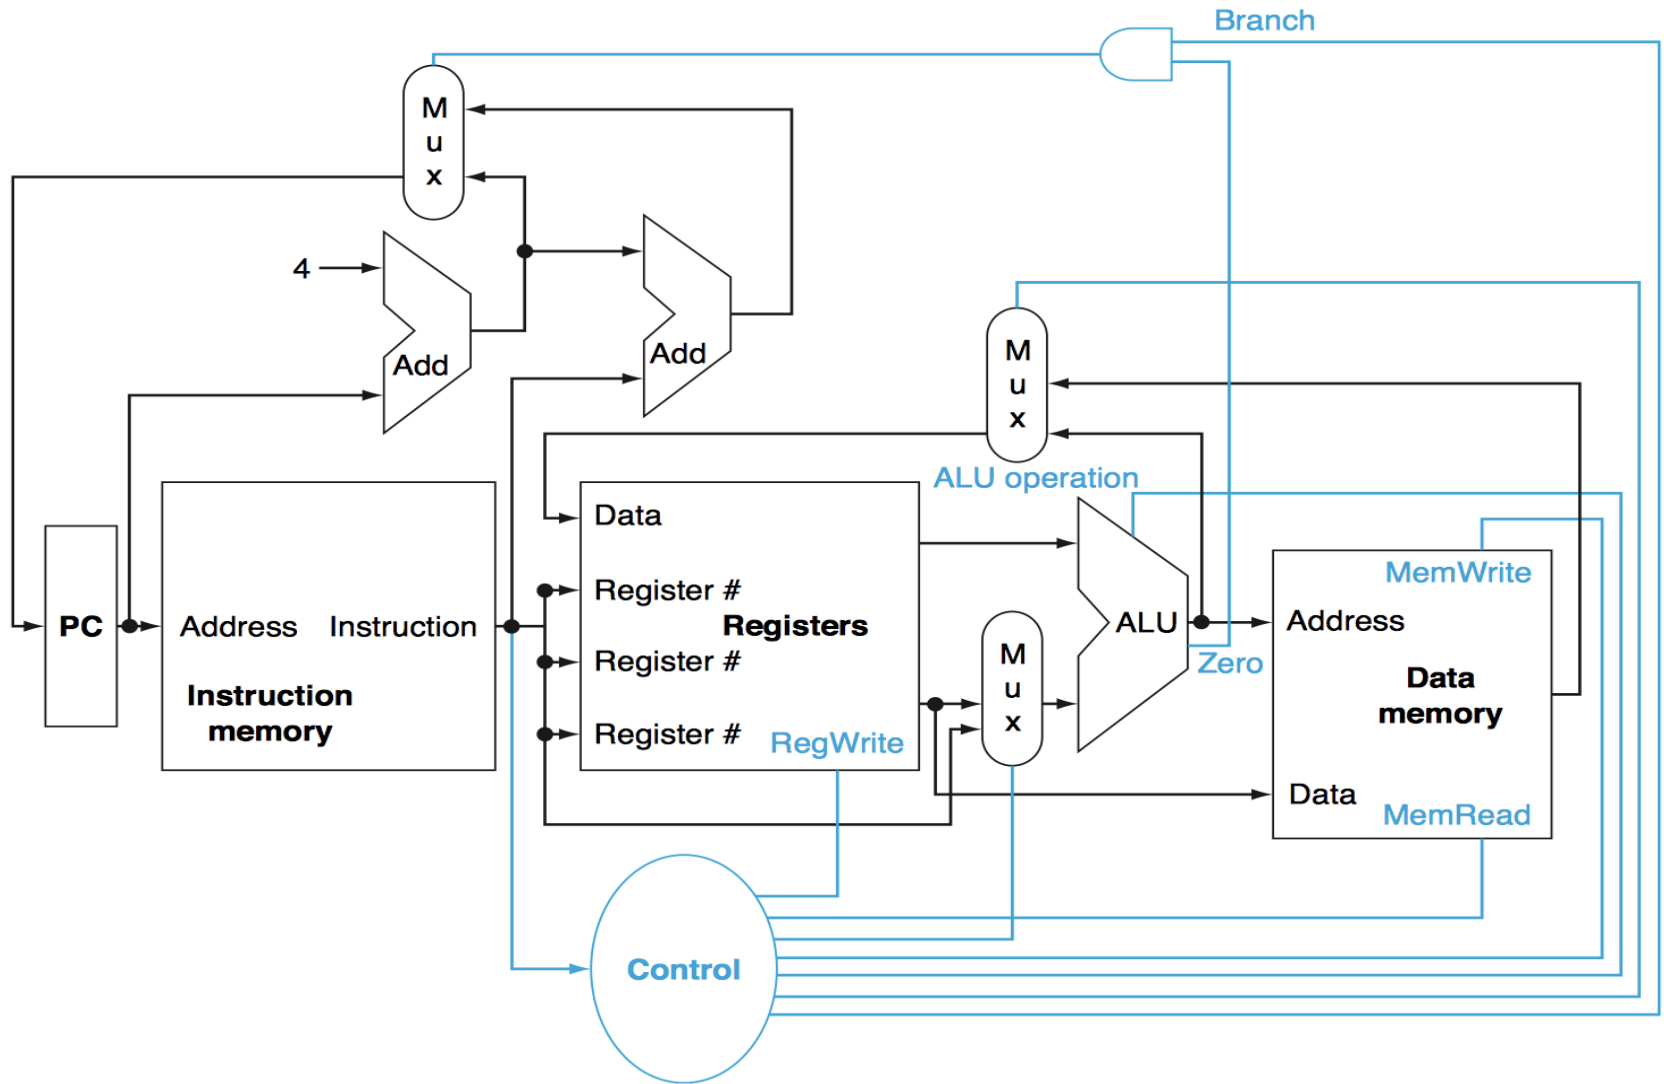 Branch
M
u
x
4
Add
Add
M
u
x
ALU operation
Data
Register #
Registers
Register #
Register #
RegWrite
PC
Address
Instruction
Instruction
memory
M
u
x
ALU
Zero
MemWrite
Address
Data
memory
Data
MemRead
Control